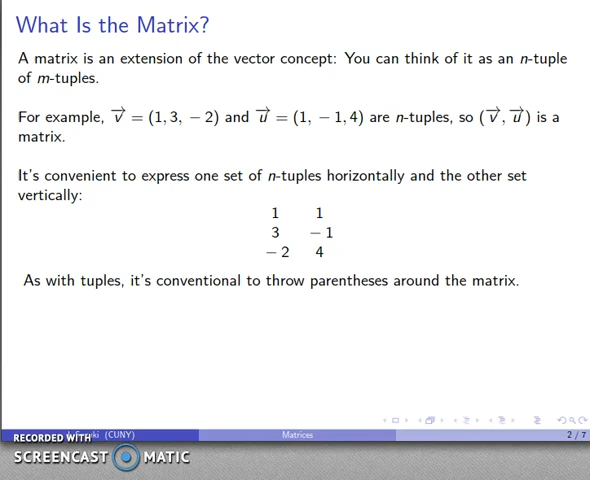 What Is the Matrix?
A matrix is an extension of the vector concept: You can think of it as an n-tuple
of m-tuples.
For example, v⃗ = (1, 3, − 2) and u⃗ = (1, − 1, 4) are n-tuples, so (v⃗, u⃗) is a
matrix.
It's convenient to express one set of n-tuples horizontally and the other set
vertically:
1 1
3 − 1
− 2 4
As with tuples, it's conventional to throw parentheses around the matrix.
(CUNY) Matrices 2 / 7
RECORDED WITH
SCREENCAST MATIC